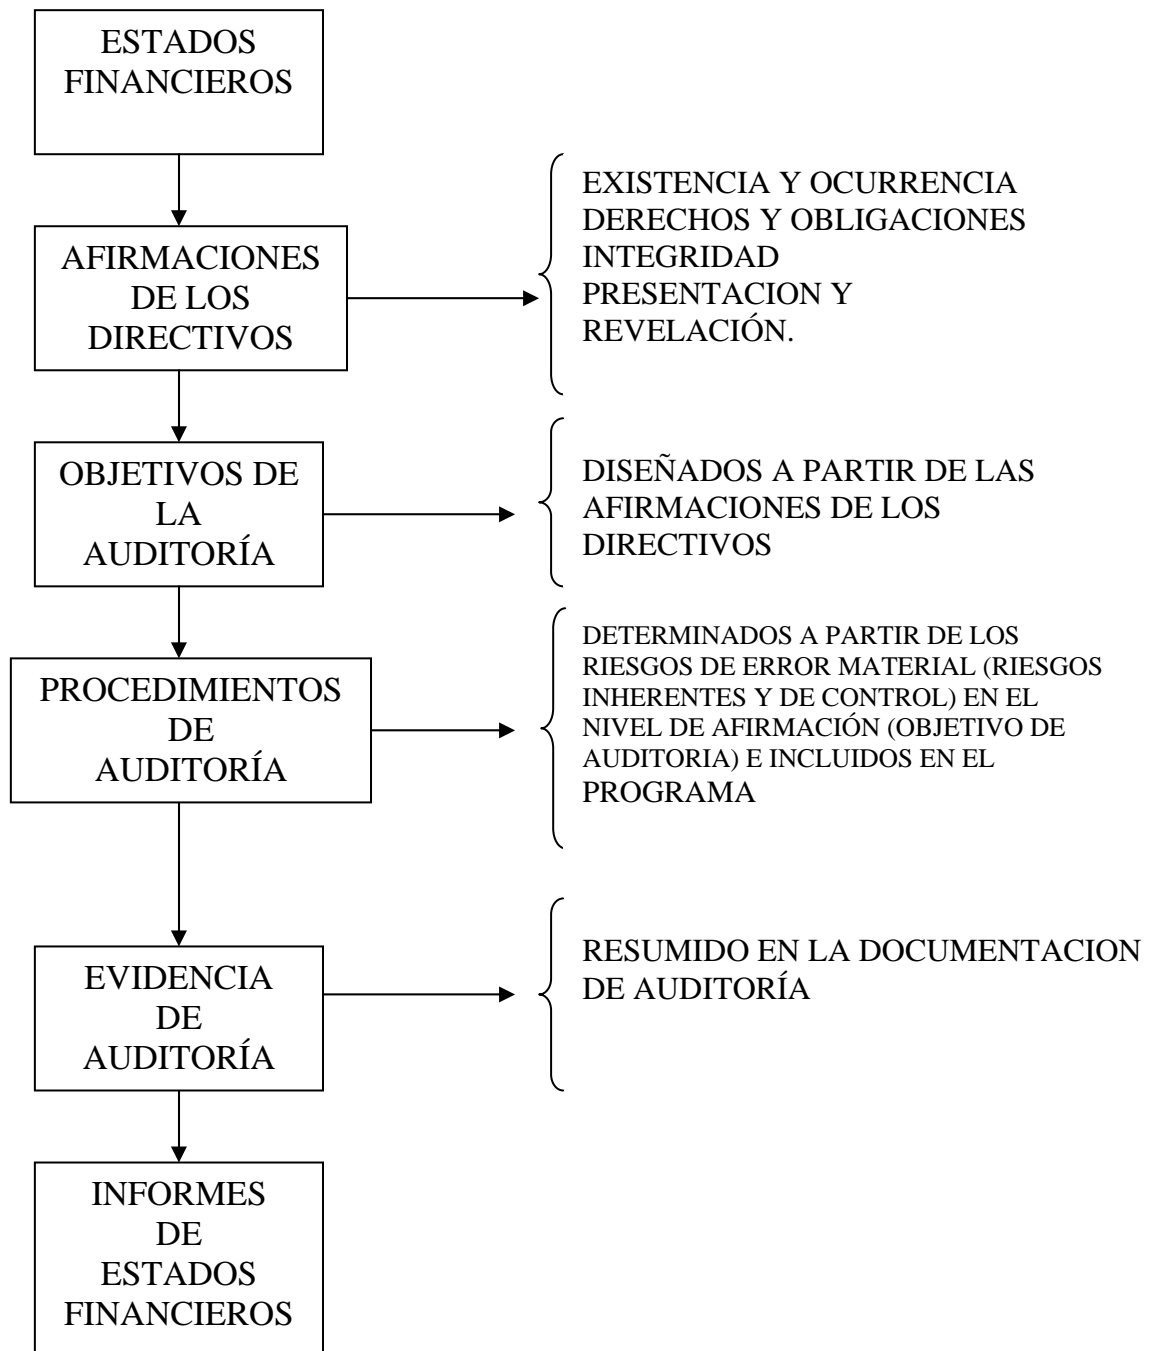 ESTADOS
FINANCIEROS
AFIRMACIONES
DE LOS
DIRECTIVOS
EXISTENCIA Y OCURRENCIA
DERECHOS Y OBLIGACIONES
INTEGRIDAD
PRESENTACION Y
REVELACIÓN.
OBJETIVOS DE
LA
AUDITORÍA
DISEÑADOS A PARTIR DE LAS
AFIRMACIONES DE LOS
DIRECTIVOS
PROCEDIMIENTOS
DE
AUDITORÍA
DETERMINADOS A PARTIR DE LOS
RIESGOS DE ERROR MATERIAL (RIESGOS
INHERENTES Y DE CONTROL) EN EL
NIVEL DE AFIRMACIÓN (OBJETIVO DE
AUDITORIA) E INCLUIDOS EN EL
PROGRAMA
EVIDENCIA
DE
AUDITORÍA
RESUMIDO EN LA DOCUMENTACION
DE AUDITORÍA
INFORMES
DE
ESTADOS
FINANCIEROS